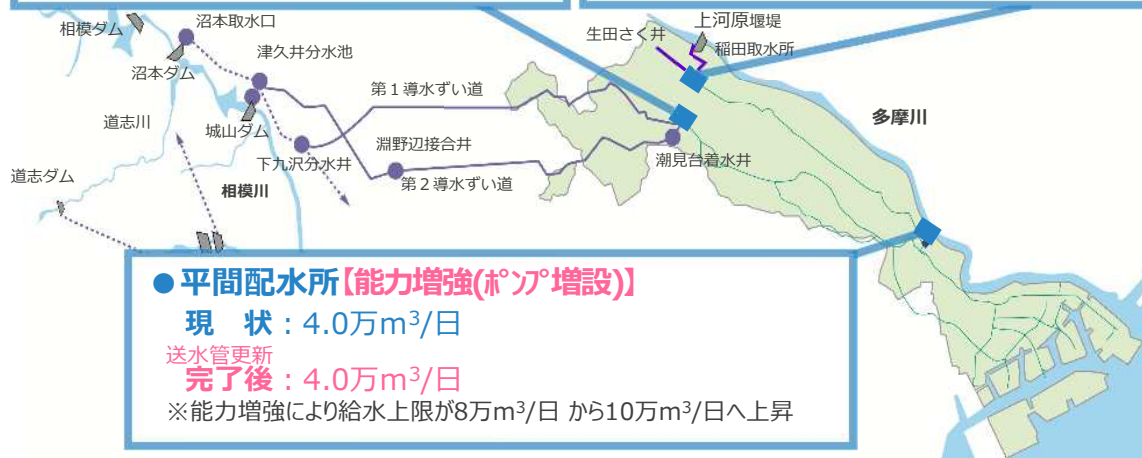 相模ダム
沼本取水口
上河原堰堤
生田さく井
稲田取水所
沼本ダム
津久井分水池
第1導水ずい道
多摩川
道志川
城山ダム
淵野辺接合井
下九沢分水井
潮見台着水井
道志ダム
相模川
第2導水ずい道
●平間配水所【能力増強(ポンプ増設)】
現　状：4.0万m³/日
送水管更新
完了後：4.0万m³/日
※能力増強により給水上限が8万m³/日 から10万m³/日へ上昇